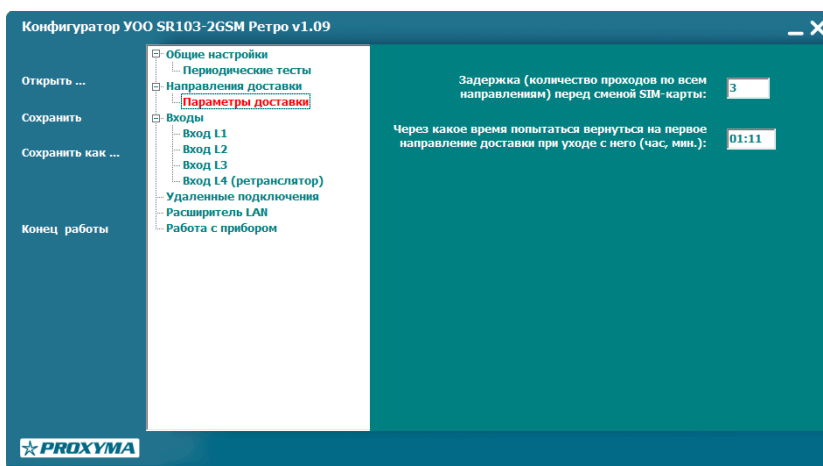 Конфигуратор УОО SR103-2GSM Ретро v1.09
Открыть ...
Сохранить
Сохранить как ...
Конец работы
Общие настройки
Периодические тесты
Направления доставки
Параметры доставки
Входы
Вход L1
Вход L2
Вход L3
Вход L4 (ретранслятор)
Удаленные подключения
Расширитель LAN
Работа с прибором
Задержка (количество проходов по всем
направлениям) перед сменой SIM-карты:
3
Через какое время попытаться вернуться на первое
направление доставки при уходе с него (час, мин.):
01:11
PROXYMA